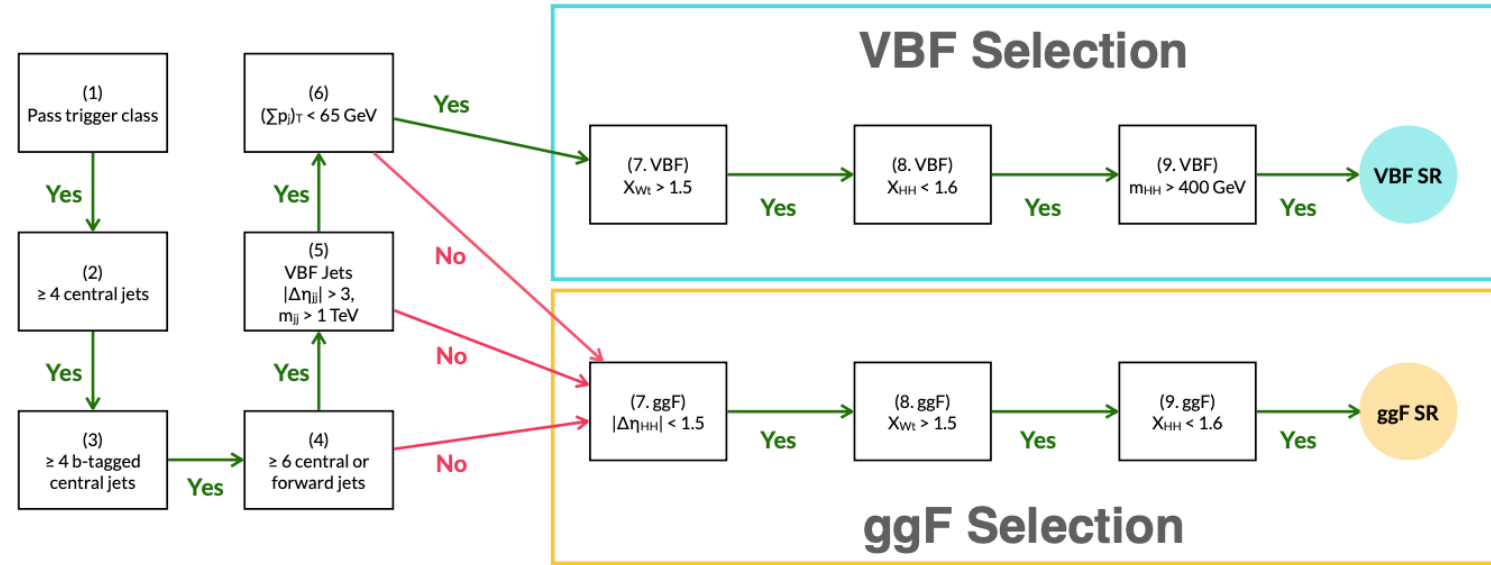 VBF Selection
(1)
Pass trigger class
Yes
(2)
≥ 4 central jets
Yes
(3)
≥ 4 b-tagged
central jets
Yes
(4)
≥ 6 central or
forward jets
Yes
No
(5)
VBF Jets
|Δηjj| > 3,
mjj > 1 TeV
Yes
No
(6)
(∑pj)T < 65 GeV
Yes
No
(7. VBF)
XWt > 1.5
Yes
(8. VBF)
XHH < 1.6
Yes
(9. VBF)
mHH > 400 GeV
Yes
VBF SR
(7. ggF)
|ΔηHH| < 1.5
Yes
(8. ggF)
XWt > 1.5
Yes
(9. ggF)
XHH < 1.6
Yes
ggF SR
ggF Selection